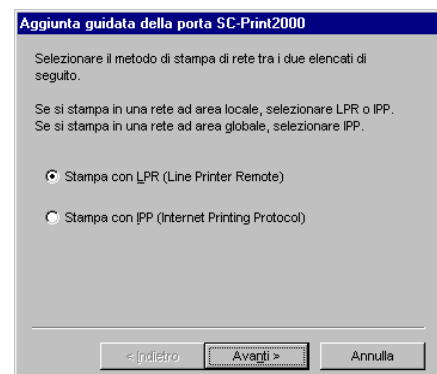 Aggiunta guidata della porta SC-Print2000
Selezionare il metodo di stampa di rete tra i due elencati di
seguito.
Se si stampa in una rete ad area locale, selezionare LPR o IPP.
Se si stampa in una rete ad area globale, selezionare IPP.
Stampa con LPR (Line Printer Remote)
Stampa con IPP (Internet Printing Protocol)
< Indietro Avanti > Annulla